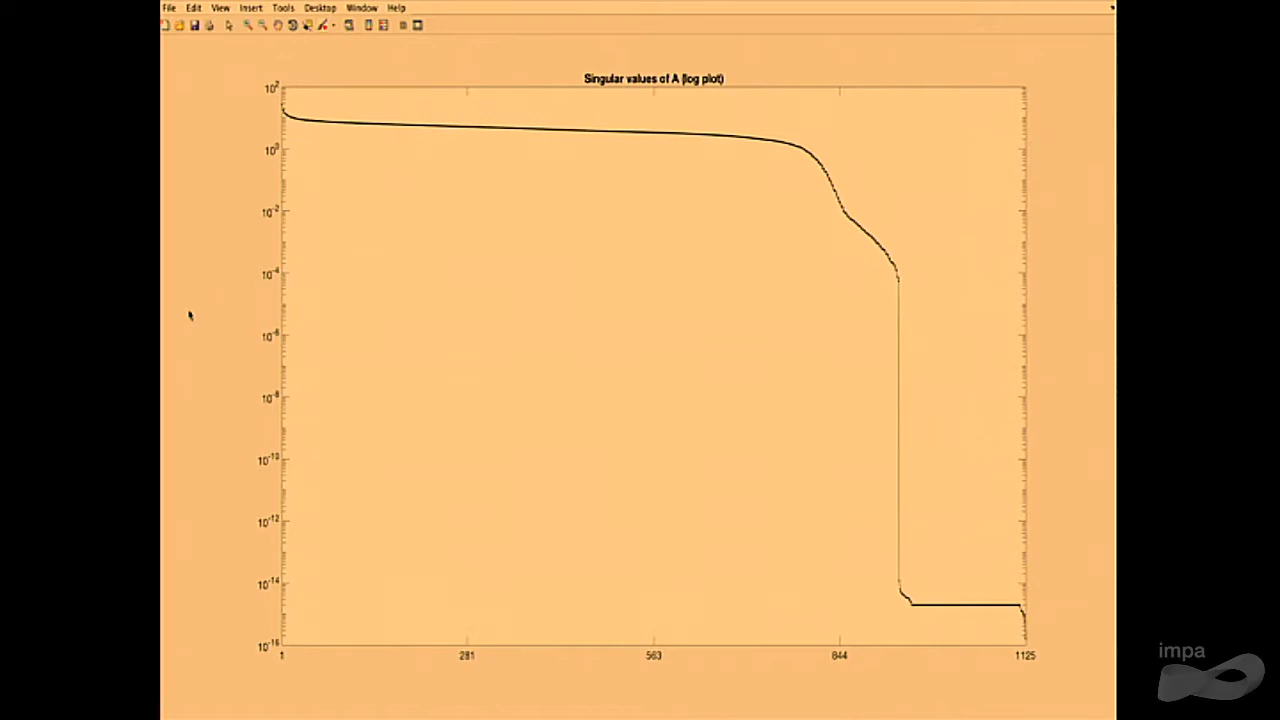 File Edit View Insert Tools Desktop Window Help
Singular values of A (log plot)
10^2
10^0
10^-2
10^-4
10^-6
10^-8
10^-10
10^-12
10^-14
10^-16
1 281 563 844 1125
impa